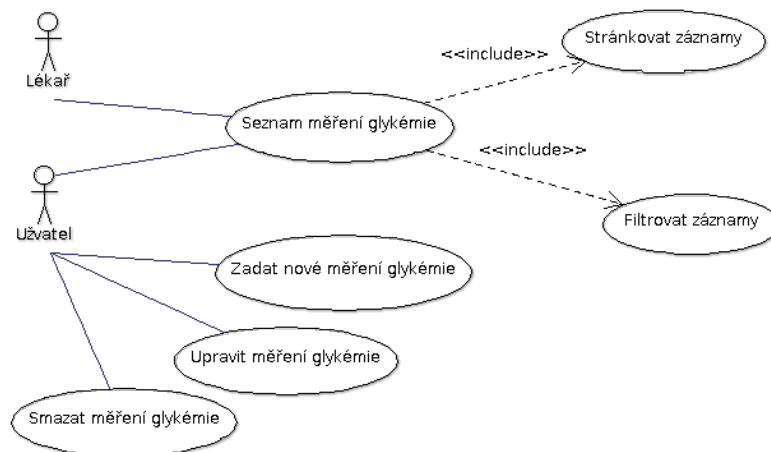 Stránkovat záznamy
<<include>>
Lékař
Seznam měření glykémie
<<include>>
Filtrovat záznamy
Užvatel
Zadat nové měření glykémie
Upravit měření glykémie
Smazat měření glykémie